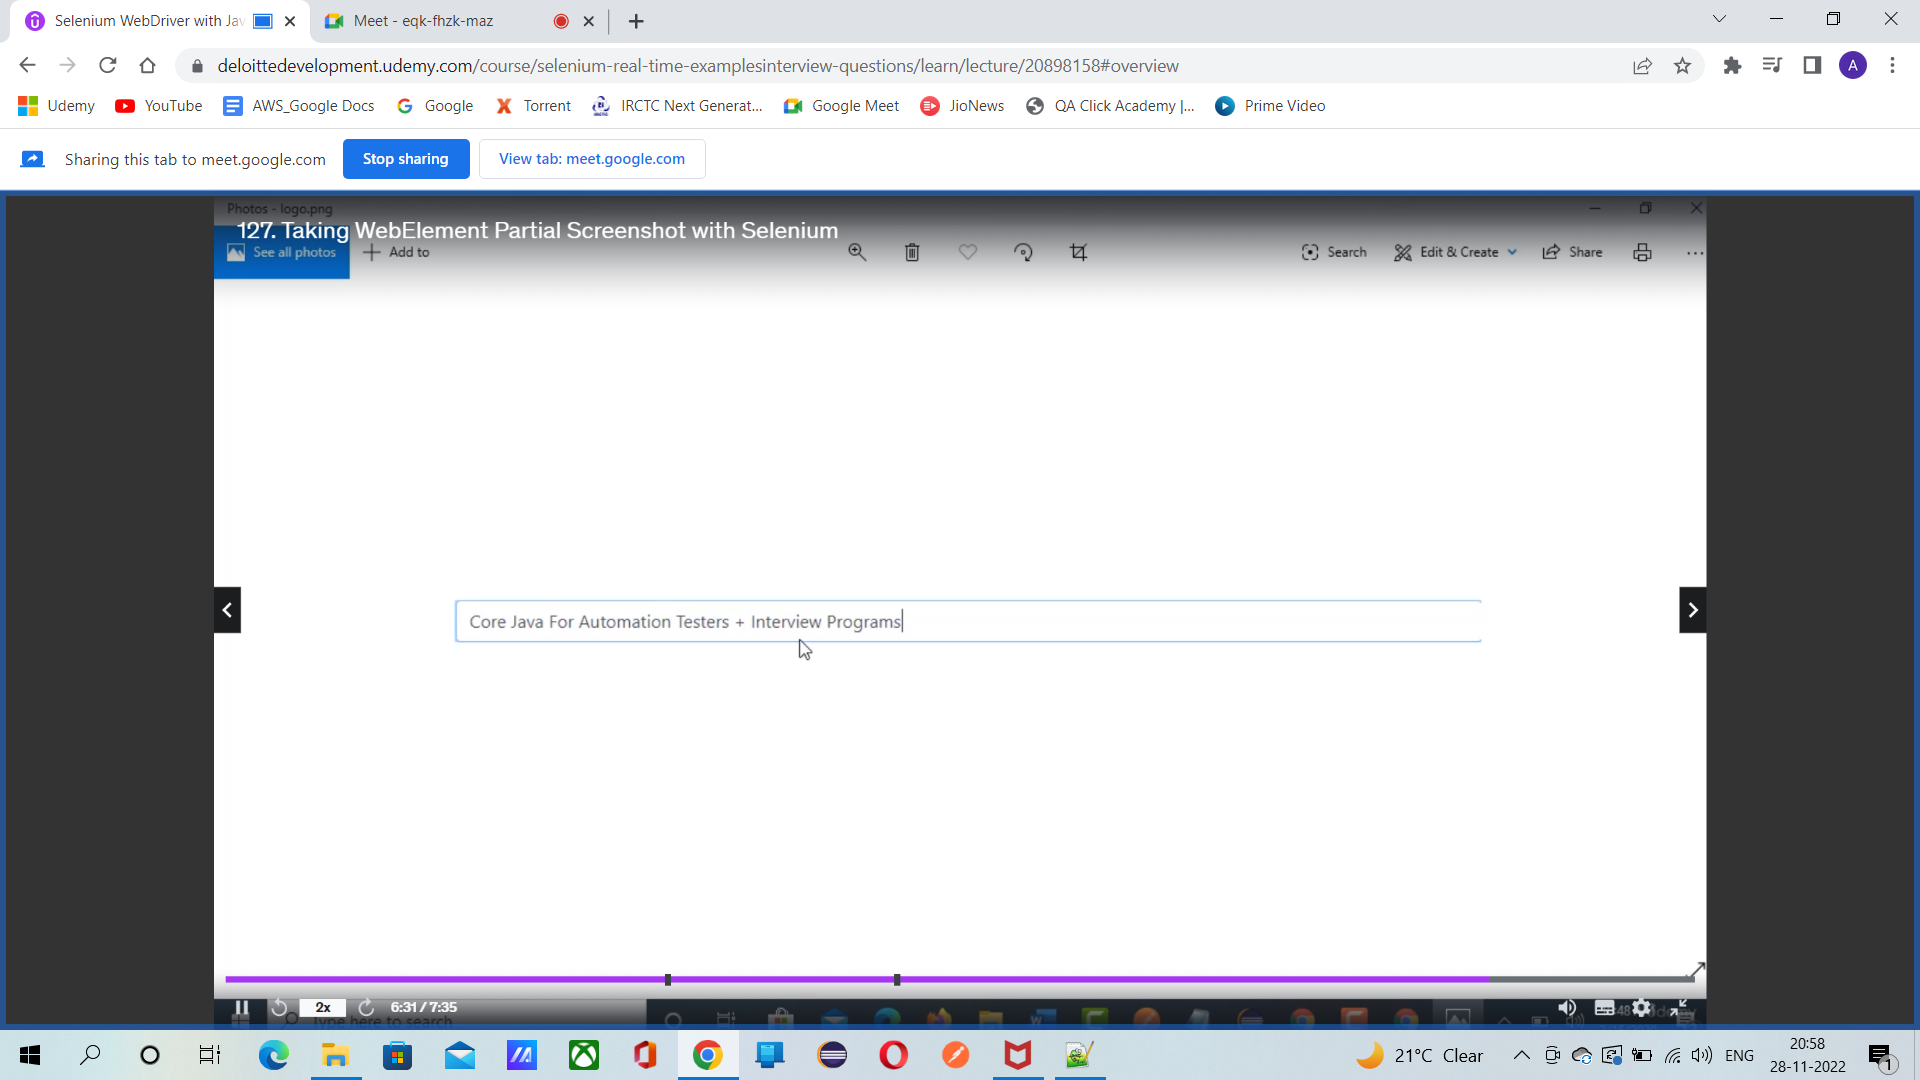 Selenium WebDriver with Jav
Meet - eqk-fhzk-maz
deloittedevelopment.udemy.com/course/selenium-real-time-examplesinterview-questions/learn/lecture/20898158#overview
A
Udemy
YouTube
AWS_Google Docs
Google
Torrent
IRCTC Next Generat...
Google Meet
JioNews
QA Click Academy |...
Prime Video
Sharing this tab to meet.google.com
Stop sharing
View tab: meet.google.com
Photos - logo.png
127. Taking WebElement Partial Screenshot with Selenium
See all photos
Add to
Search
Edit & Create
Share
Core Java For Automation Testers + Interview Programs
2x
6:31 / 7:35
Type here to search
21°C Clear
ENG
20:58
28-11-2022
1